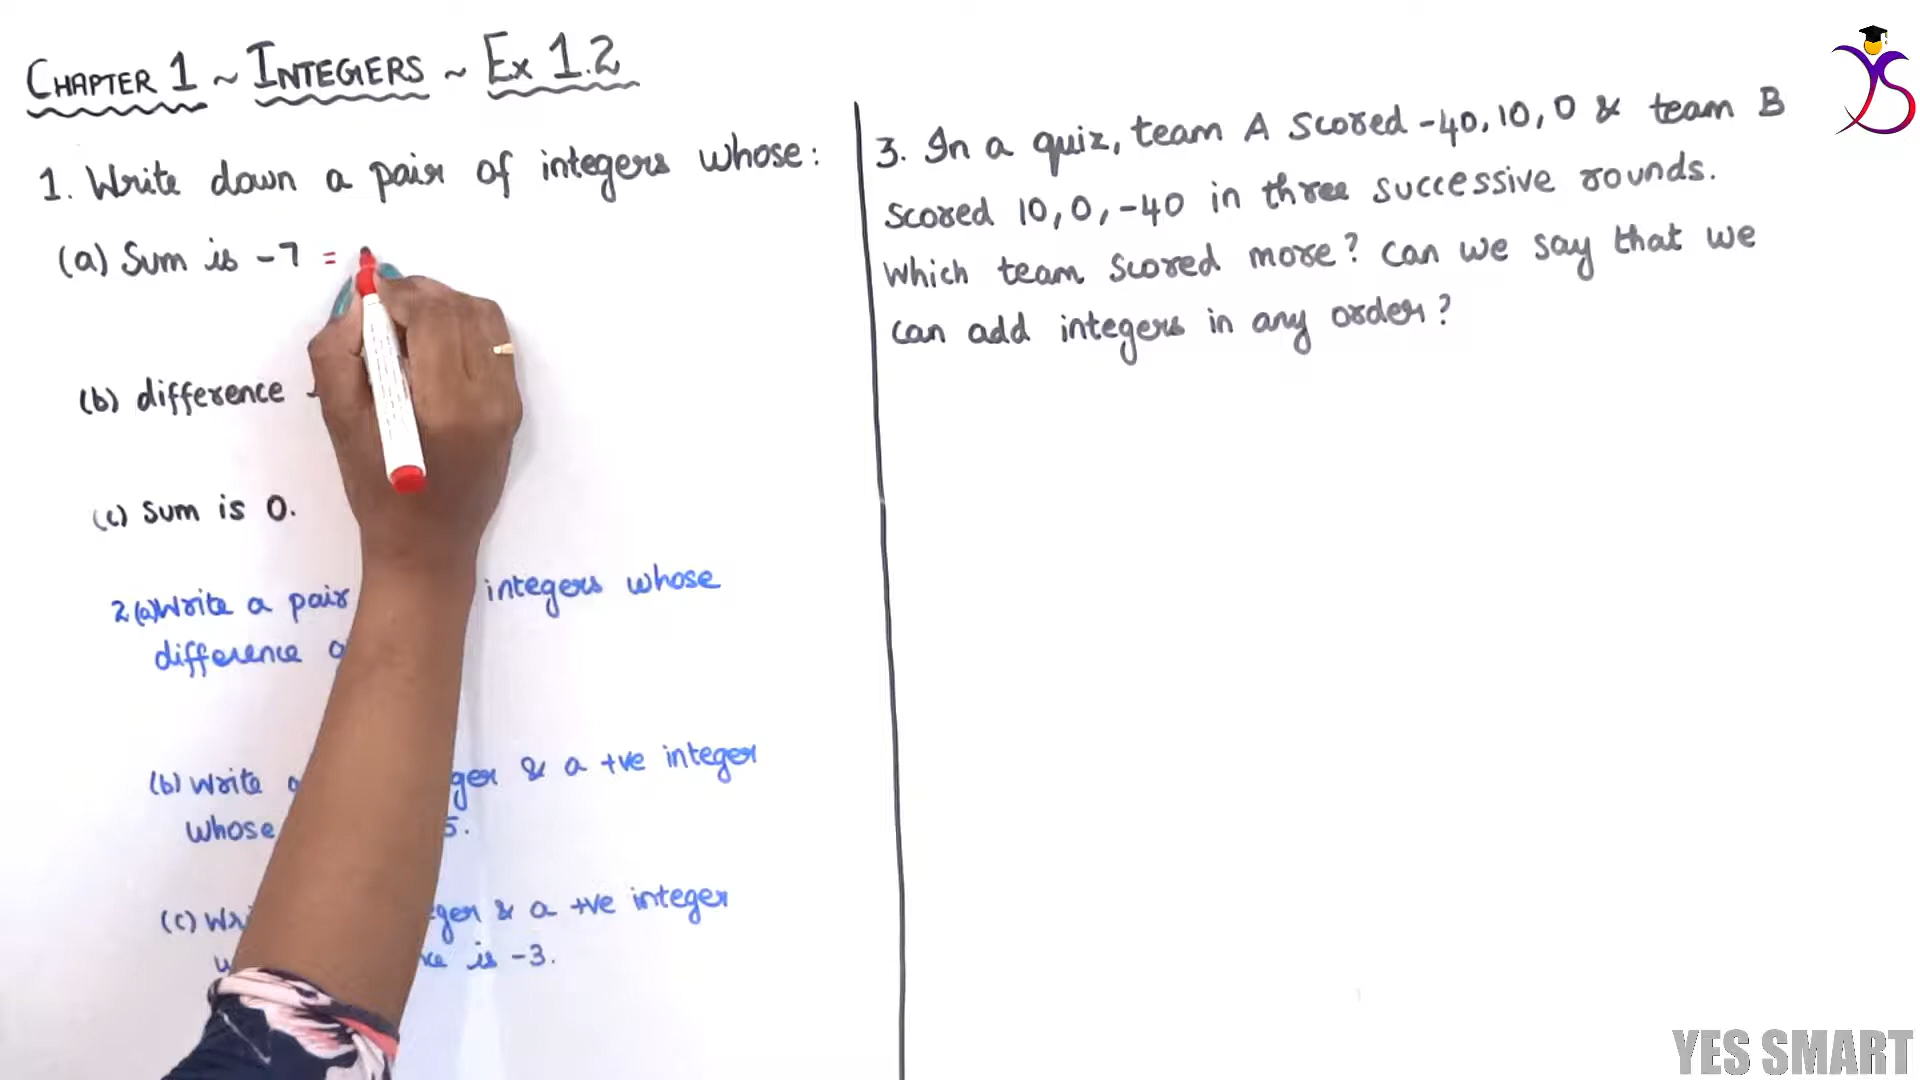 CHAPTER 1 ~ INTEGERS ~ Ex 1.2
1. Write down a pair of integers whose:
(a) Sum is -7 =
(b) difference
(c) Sum is 0.
2(a) Write a pair integers whose
difference
(b) Write & a +ve integer
whose 5.
(c) & a +ve integer
is -3.
3. In a quiz, team A scored -40, 10, 0 & team B
scored 10, 0, -40 in three successive rounds.
Which team scored more? Can we say that we
can add integers in any order?
YES SMART